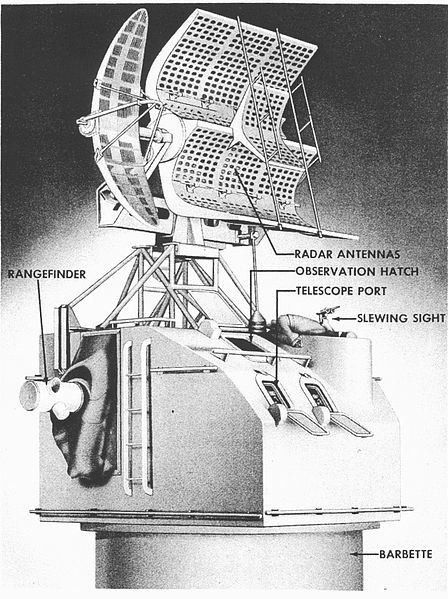 RADAR ANTENNAS
OBSERVATION HATCH
RANGEFINDER
TELESCOPE PORT
SLEWING SIGHT
BARBETTE